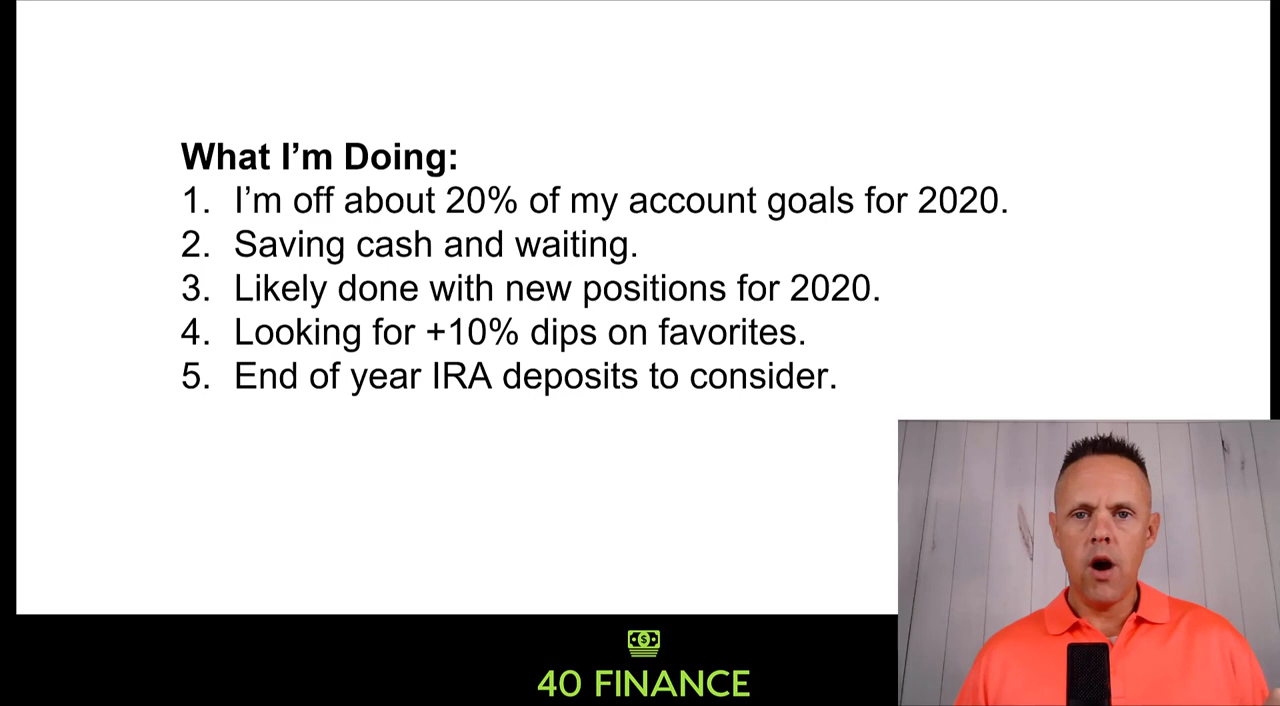 What I'm Doing:
1. I'm off about 20% of my account goals for 2020.
2. Saving cash and waiting.
3. Likely done with new positions for 2020.
4. Looking for +10% dips on favorites.
5. End of year IRA deposits to consider.
$
40 FINANCE